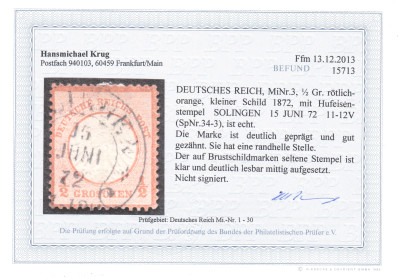 Hansmichael Krug
Postfach 940103, 60459 Frankfurt/Main
Ffm 13.12.2013
BEFUND
15713
DEUTSCHES REICH, MiNr.3, ½ Gr. rötlich-
orange, kleiner Schild 1872, mit Hufeisen-
stempel SOLINGEN 15 JUNI 72 11-12V
(SpNr.34-3), ist echt.
Die Marke ist deutlich geprägt und gut
gezähnt. Sie hat eine randhelle Stelle.
Der auf Brustschildmarken seltene Stempel ist
klar und deutlich lesbar mittig aufgesetzt.
Nicht signiert.
DEUTSCHE REICHS-POST
15
JUNI
72
GROSCHEN
Prüfgebiet: Deutsches Reich Mi.-Nr. 1 - 30
Die Prüfung erfolgte auf Grund der Prüfordnung des Bundes der Philatelistischen Prüfer e.V.